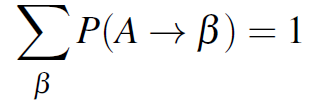 ∑ P(A → β) = 1
β